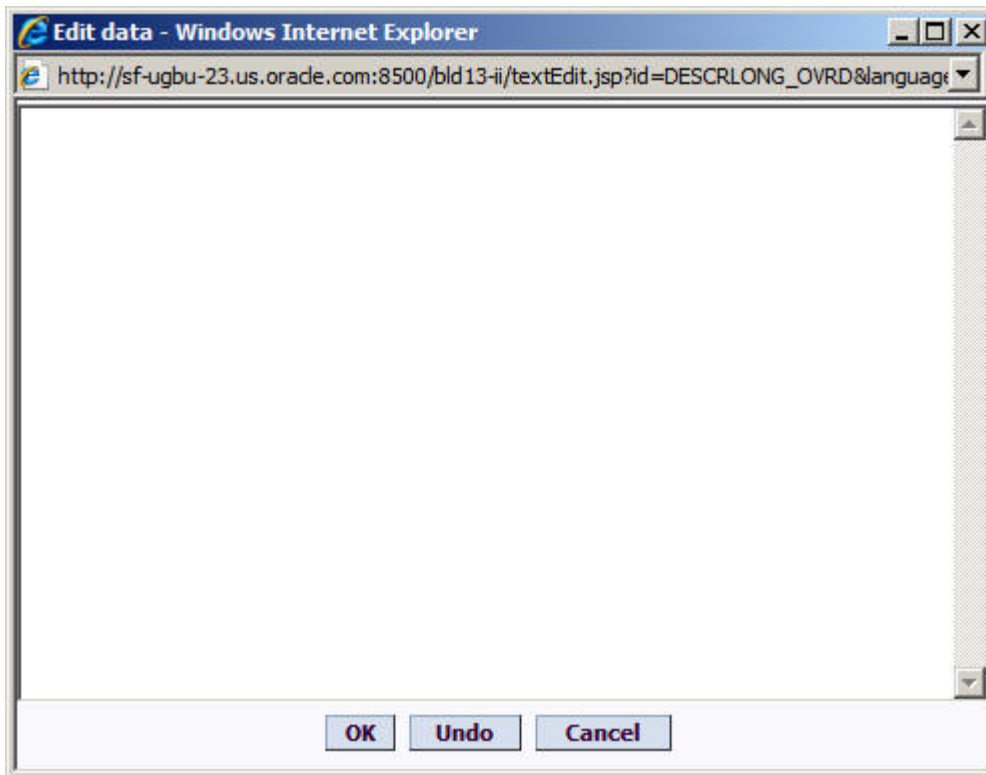 Edit data - Windows Internet Explorer
http://sf-ugbu-23.us.oracle.com:8500/bld13-ii/textEdit.jsp?id=DESCRLONG_OVRD&language
OK Undo Cancel